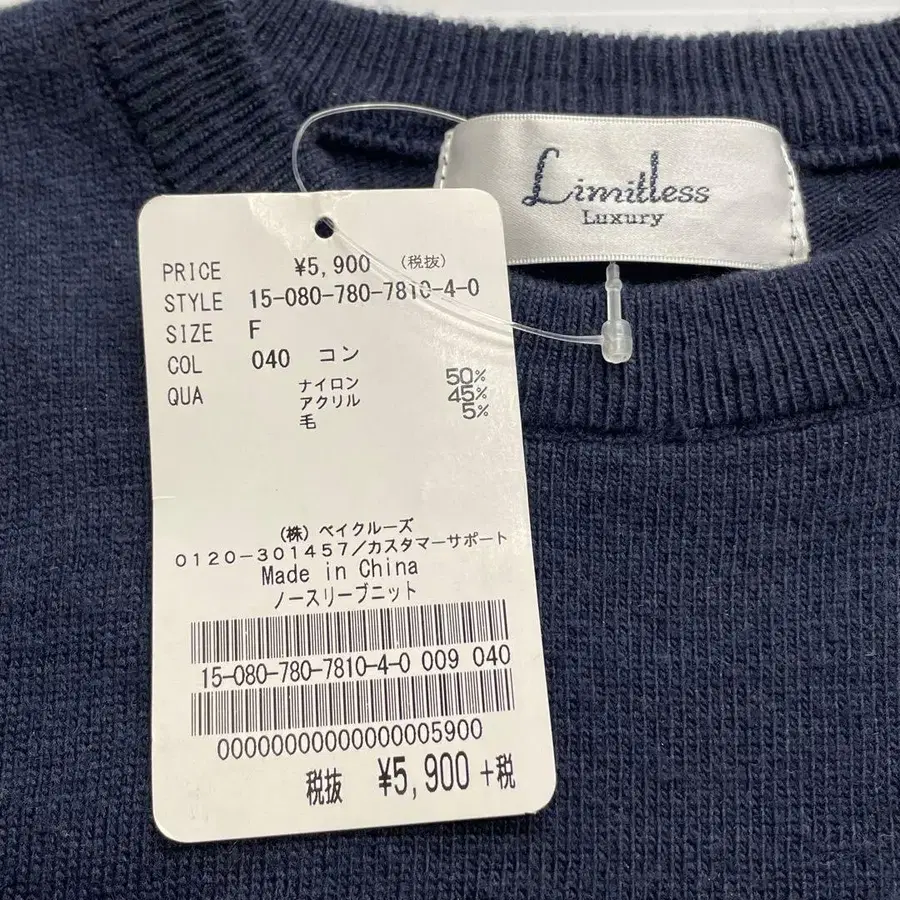 Limitless
Luxury
PRICE ¥5,900 (税抜)
STYLE 15-080-780-7810-4-0
SIZE F
COL 040 コン
QUA ナイロン 50%
アクリル 45%
毛 5%
(株) ベイクルーズ
0120-301457/カスタマーサポート
Made in China
ノースリーブニット
15-080-780-7810-4-0 009 040
00000000000000005900
税抜 ¥5,900 +税